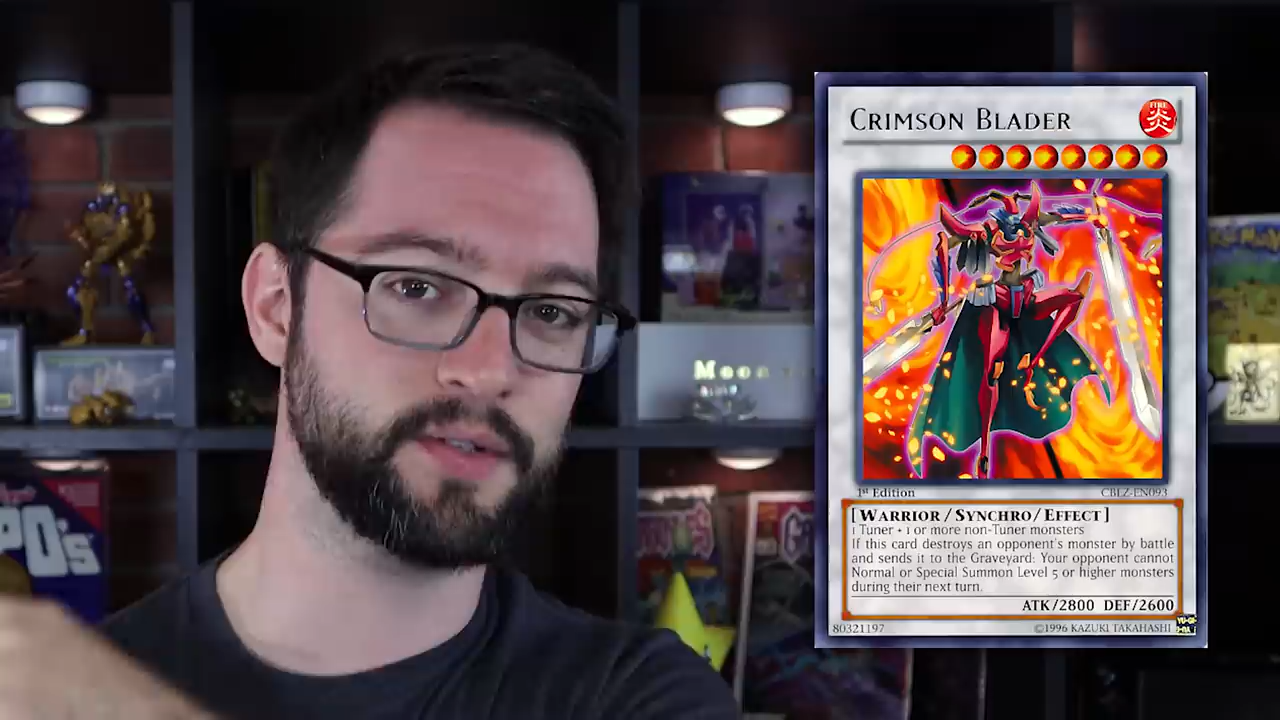 CRIMSON BLADER
FIRE
炎
Moon
1st Edition
CBLZ-EN093
[WARRIOR/SYNCHRO/EFFECT]
1 Tuner + 1 or more non-Tuner monsters
If this card destroys an opponent's monster by battle
and sends it to the Graveyard: Your opponent cannot
Normal or Special Summon Level 5 or higher monsters
during their next turn.
ATK/2800 DEF/2600
80321197
©1996 KAZUKI TAKAHASHI
PO's